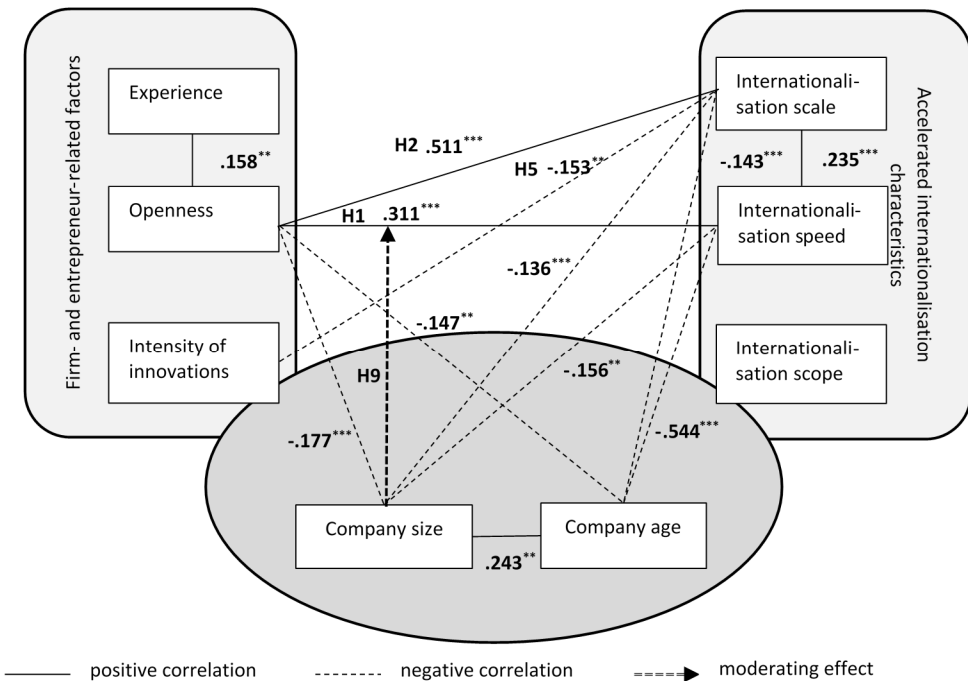 Firm- and entrepreneur-related factors
Experience
.158**
Openness
Intensity of
innovations
H2 .511***
H5 -.153**
H1 .311***
-.136***
-.147**
H9
-.156**
-.177***
-.544***
Internationali-
sation scale
-.143*** .235***
Internationali-
sation speed
Internationali-
sation scope
Accelerated internationalisation
characteristics
Company size
Company age
.243**
positive correlation
negative correlation
moderating effect